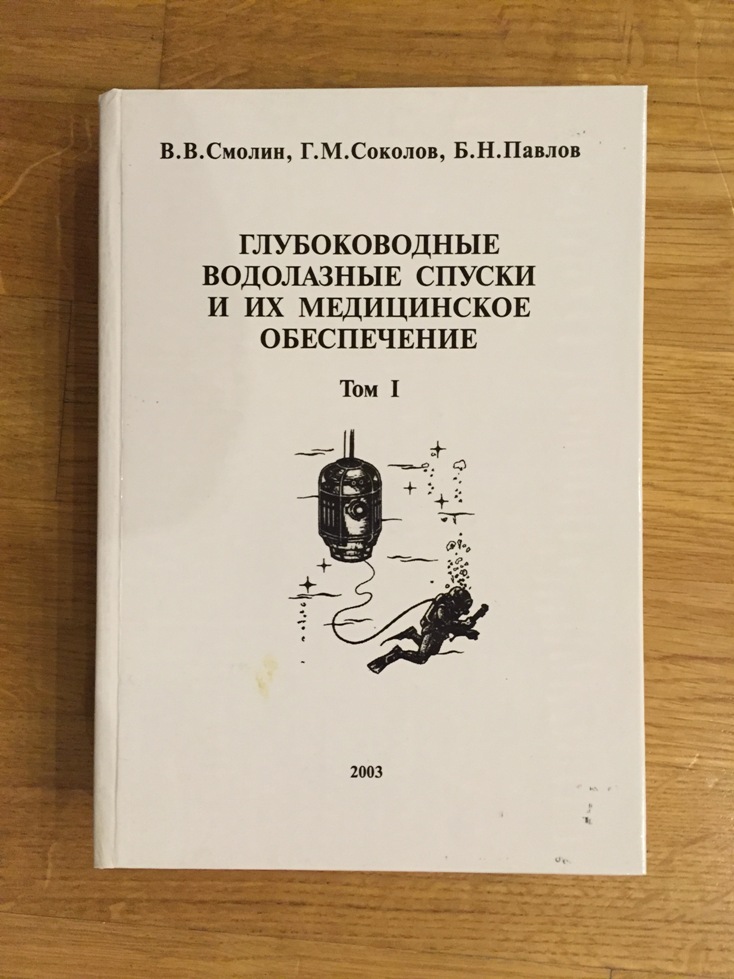 В.В.Смолин, Г.М.Соколов, Б.Н.Павлов
ГЛУБОКОВОДНЫЕ
ВОДОЛАЗНЫЕ СПУСКИ
И ИХ МЕДИЦИНСКОЕ
ОБЕСПЕЧЕНИЕ
Том I
2003